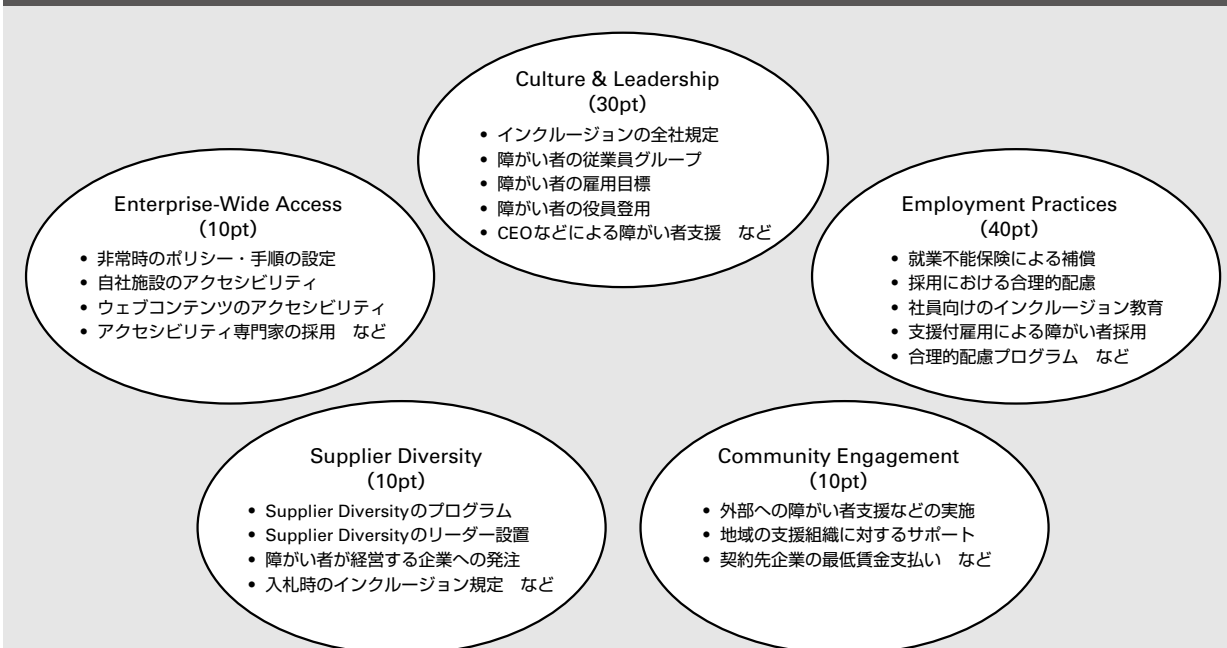 Culture & Leadership
（30pt）
• インクルージョンの全社規定
• 障がい者の従業員グループ
• 障がい者の雇用目標
• 障がい者の役員登用
• CEOなどによる障がい者支援　など
Enterprise-Wide Access
（10pt）
• 非常時のポリシー・手順の設定
• 自社施設のアクセシビリティ
• ウェブコンテンツのアクセシビリティ
• アクセシビリティ専門家の採用　など
Employment Practices
（40pt）
• 就業不能保険による補償
• 採用における合理的配慮
• 社員向けのインクルージョン教育
• 支援付雇用による障がい者採用
• 合理的配慮プログラム　など
Supplier Diversity
（10pt）
• Supplier Diversityのプログラム
• Supplier Diversityのリーダー設置
• 障がい者が経営する企業への発注
• 入札時のインクルージョン規定　など
Community Engagement
（10pt）
• 外部への障がい者支援などの実施
• 地域の支援組織に対するサポート
• 契約先企業の最低賃金支払い　など